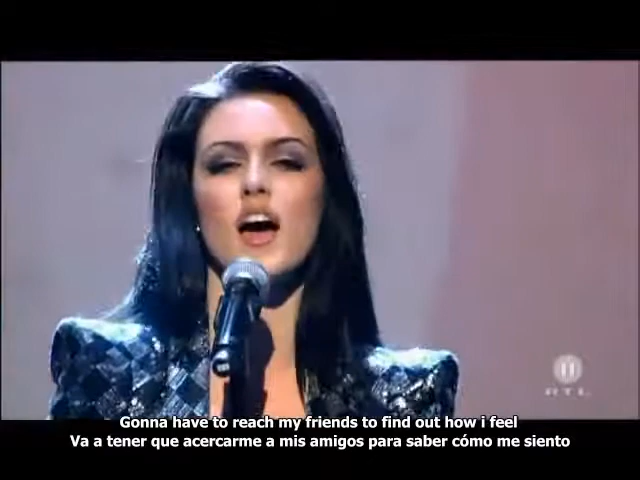 RTL
Gonna have to reach my friends to find out how i feel
Va a tener que acercarme a mis amigos para saber cómo me siento